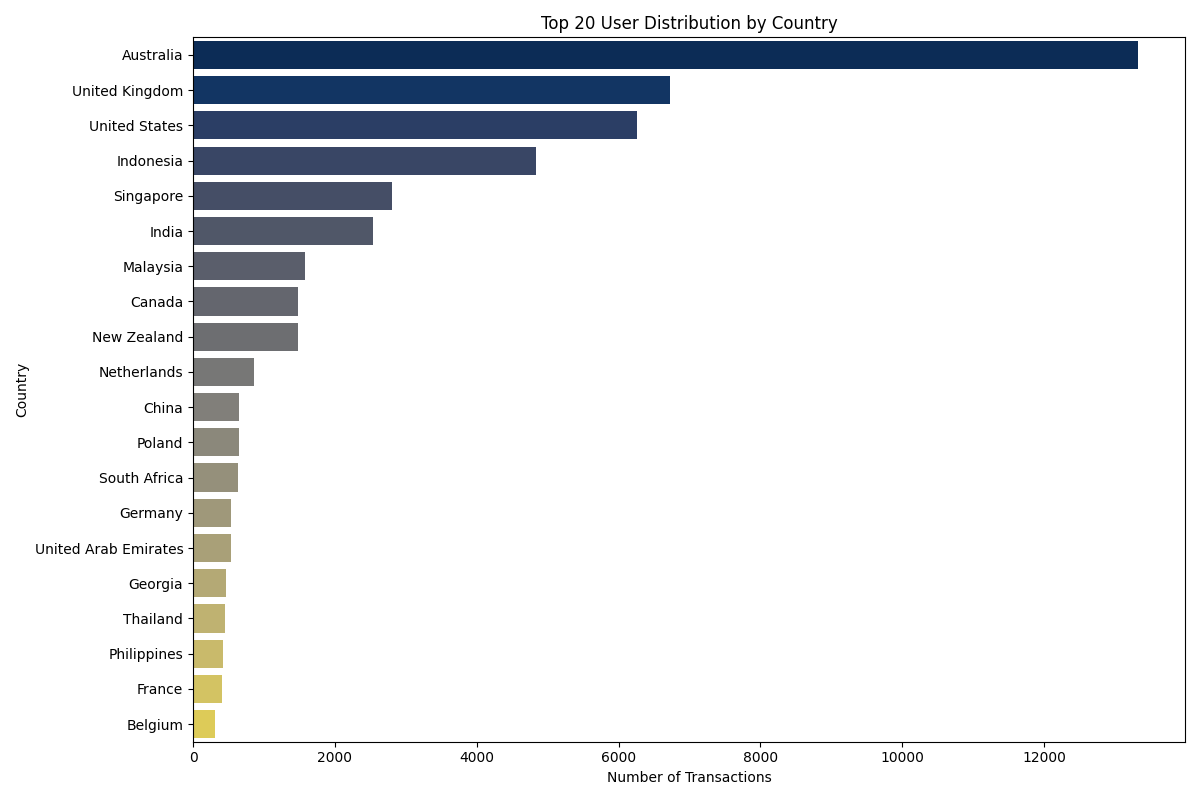 Top 20 User Distribution by Country
Country
Australia
United Kingdom
United States
Indonesia
Singapore
India
Malaysia
Canada
New Zealand
Netherlands
China
Poland
South Africa
Germany
United Arab Emirates
Georgia
Thailand
Philippines
France
Belgium
0 2000 4000 6000 8000 10000 12000
Number of Transactions